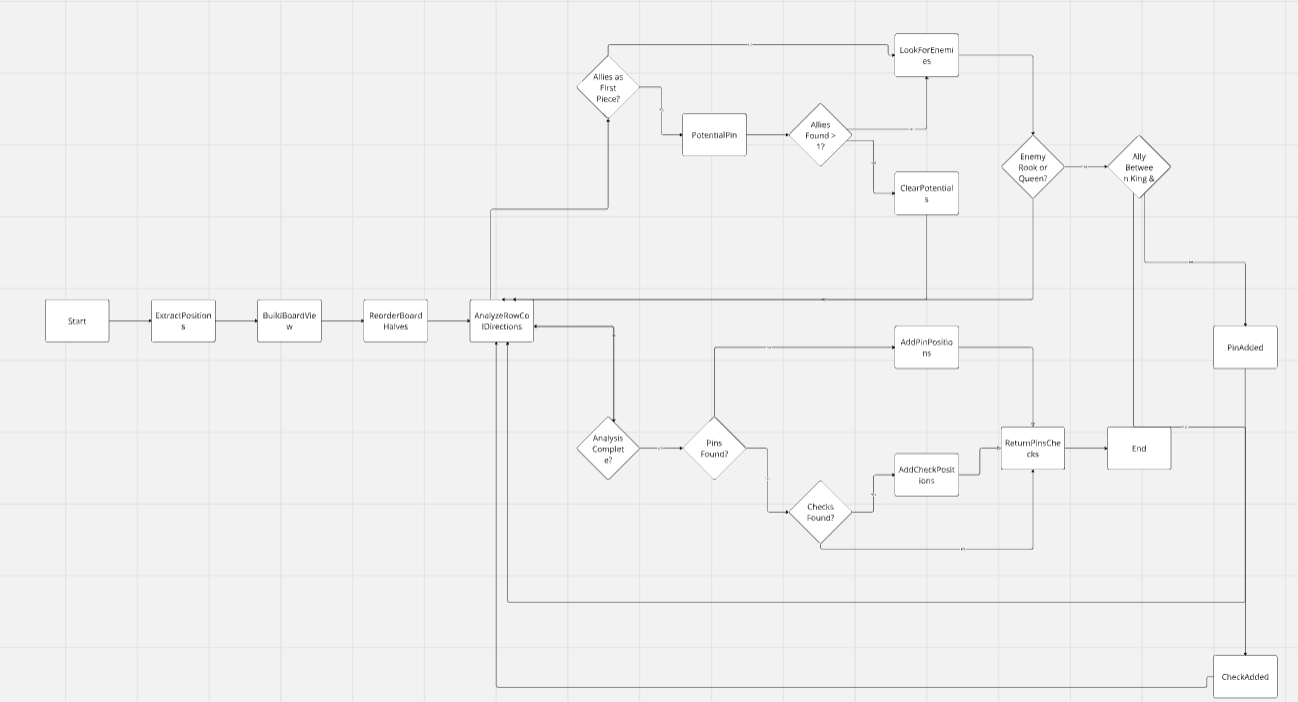 LookForEnemi
es
Allies as
First
Piece?
PotentialPin
Allies
Found >
1?
Enemy
Rook or
Queen?
Ally
Betwee
n King &
ClearPotential
s
Start
ExtractPosition
s
BuildBoardVie
w
ReorderBoard
Halves
AnalyzeRowCo
lDirections
AddPinPositio
ns
PinAdded
Analysis
Complet
e?
Pins
Found?
ReturnPinsChe
cks
End
AddCheckPosit
ions
Checks
Found?
CheckAdded